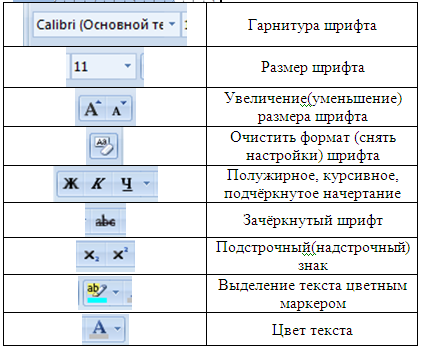 Calibri (Основной те
Гарнитура шрифта
11
Размер шрифта
A A
Увеличение(уменьшение)
размера шрифта
Aa
Очистить формат (снять
настройки) шрифта
Ж К Ч
Полужирное, курсивное,
подчёркнутое начертание
abc
Зачёркнутый шрифт
x₂ x²
Подстрочный(надстрочный)
знак
ab
Выделение текста цветным
маркером
A
Цвет текста